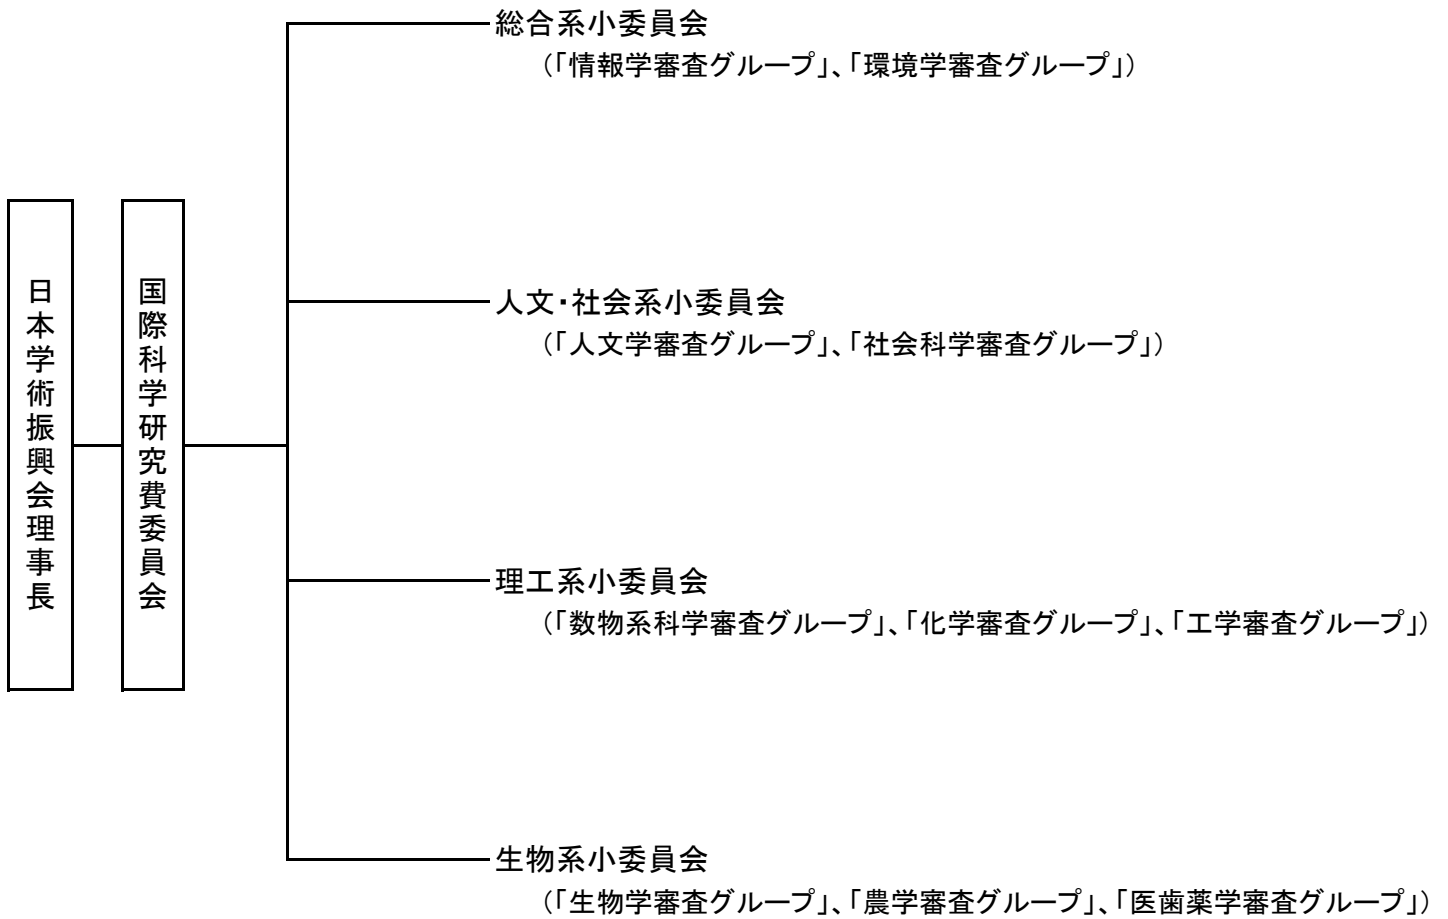 日本学術振興会理事長
国際科学研究費委員会
総合系小委員会
（「情報学審査グループ」、「環境学審査グループ」）
人文・社会系小委員会
（「人文学審査グループ」、「社会科学審査グループ」）
理工系小委員会
（「数物系科学審査グループ」、「化学審査グループ」、「工学審査グループ」）
生物系小委員会
（「生物学審査グループ」、「農学審査グループ」、「医歯薬学審査グループ」）